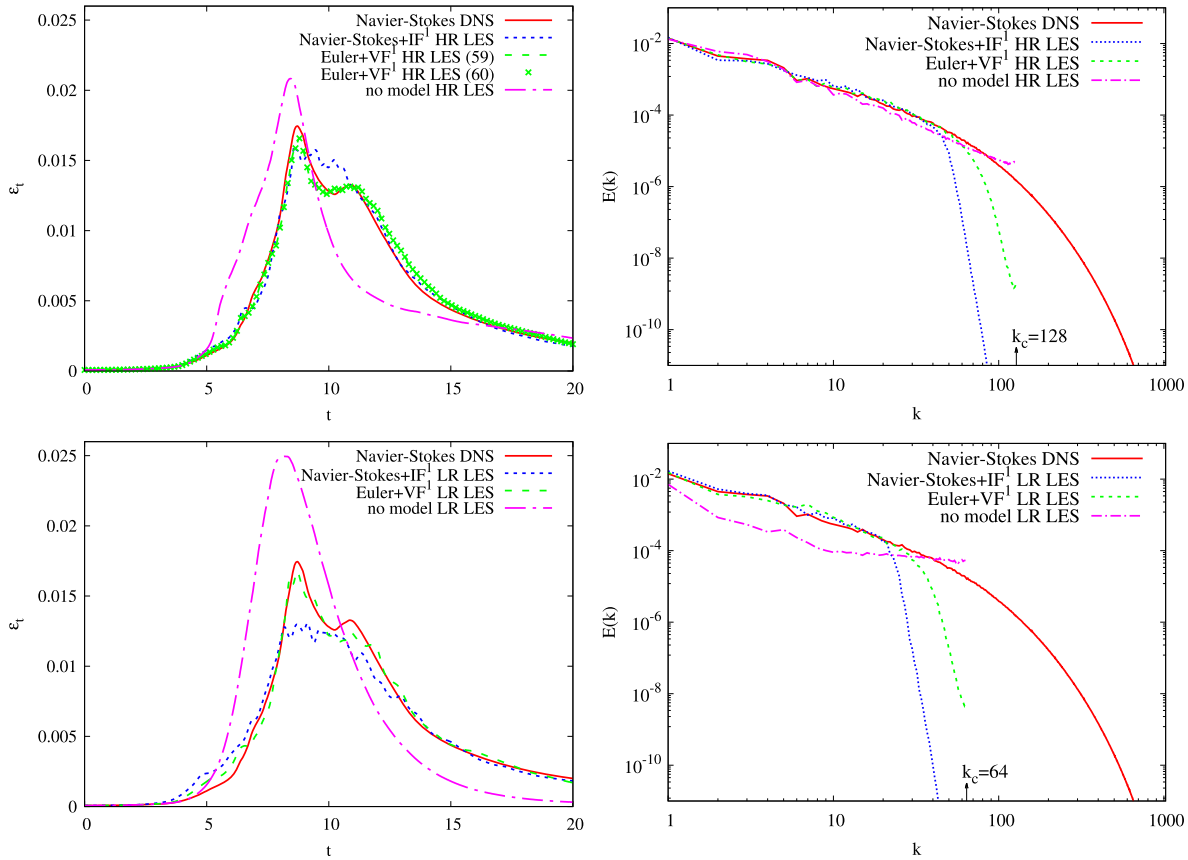 0.025
0.02
0.015
0.01
0.005
0
ε_t
0 5 10 15 20
t
Navier-Stokes DNS
Navier-Stokes+IF¹ HR LES
Euler+VF¹ HR LES (59)
Euler+VF¹ HR LES (60)
no model HR LES
10⁻²
10⁻⁴
10⁻⁶
10⁻⁸
10⁻¹⁰
E(k)
1 10 100 1000
k
Navier-Stokes DNS
Navier-Stokes+IF¹ HR LES
Euler+VF¹ HR LES
no model HR LES
k_c=128
0.025
0.02
0.015
0.01
0.005
0
ε_t
0 5 10 15 20
t
Navier-Stokes DNS
Navier-Stokes+IF¹ LR LES
Euler+VF¹ LR LES
no model LR LES
10⁻²
10⁻⁴
10⁻⁶
10⁻⁸
10⁻¹⁰
E(k)
1 10 100 1000
k
Navier-Stokes DNS
Navier-Stokes+IF¹ LR LES
Euler+VF¹ LR LES
no model LR LES
k_c=64